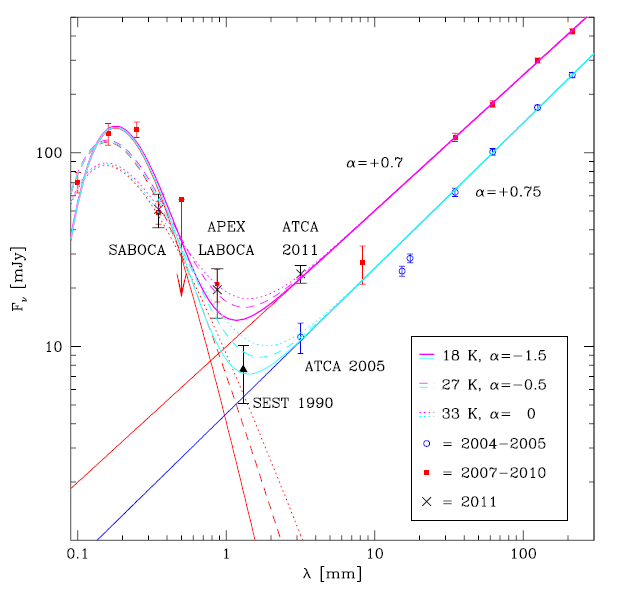 α=+0.7
α=+0.75
APEX
ATCA
SABOCA
LABOCA
2011
ATCA 2005
SEST 1990
18 K, α=−1.5
27 K, α=−0.5
33 K, α= 0
= 2004−2005
= 2007−2010
= 2011
100
10
F_ν [mJy]
0.1 1 10 100
λ [mm]